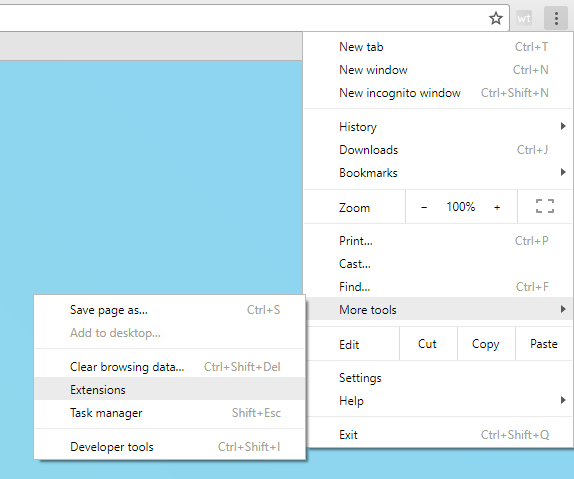 wt
New tab Ctrl+T
New window Ctrl+N
New incognito window Ctrl+Shift+N
History
Downloads Ctrl+J
Bookmarks
Zoom − 100% +
Print... Ctrl+P
Cast...
Find... Ctrl+F
More tools
Edit Cut Copy Paste
Settings
Help
Exit Ctrl+Shift+Q
Save page as... Ctrl+S
Add to desktop...
Clear browsing data... Ctrl+Shift+Del
Extensions
Task manager Shift+Esc
Developer tools Ctrl+Shift+I